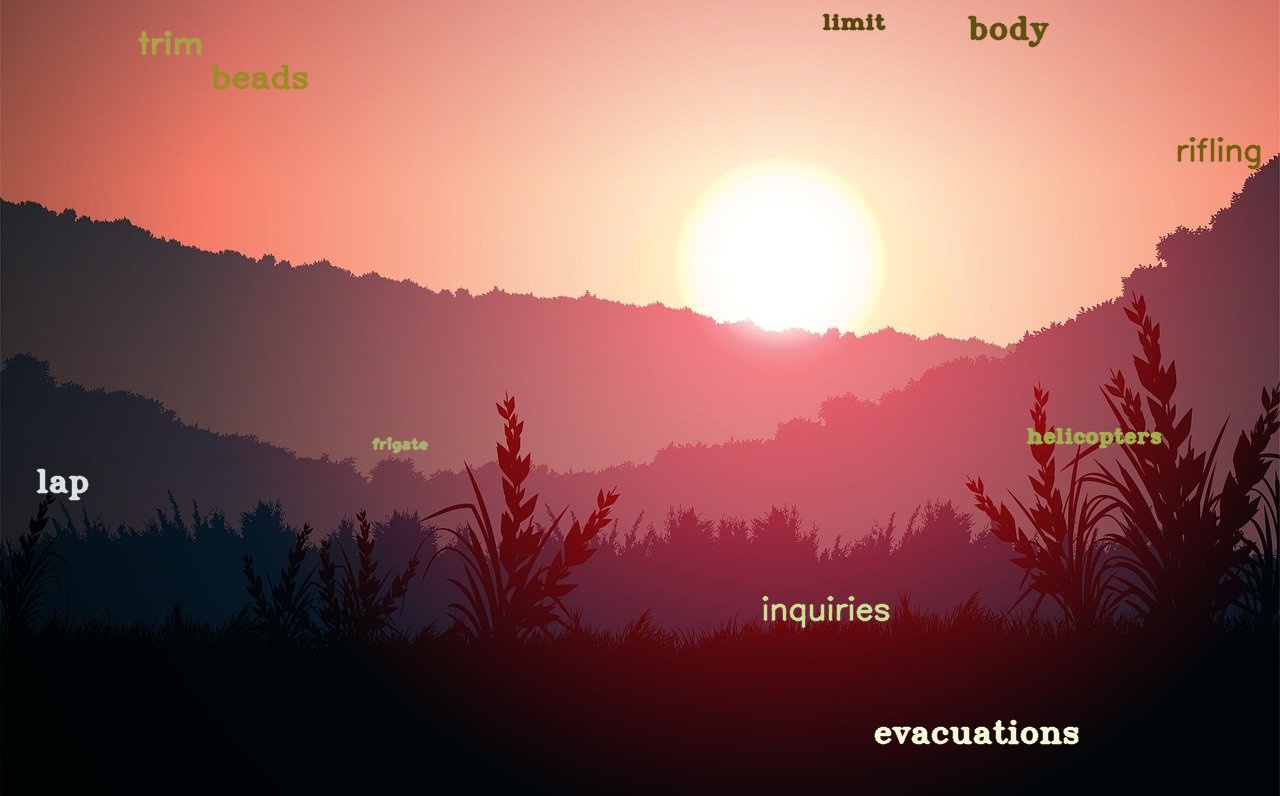 limit
body
trim
beads
rifling
helicopters
frigate
lap
inquiries
evacuations